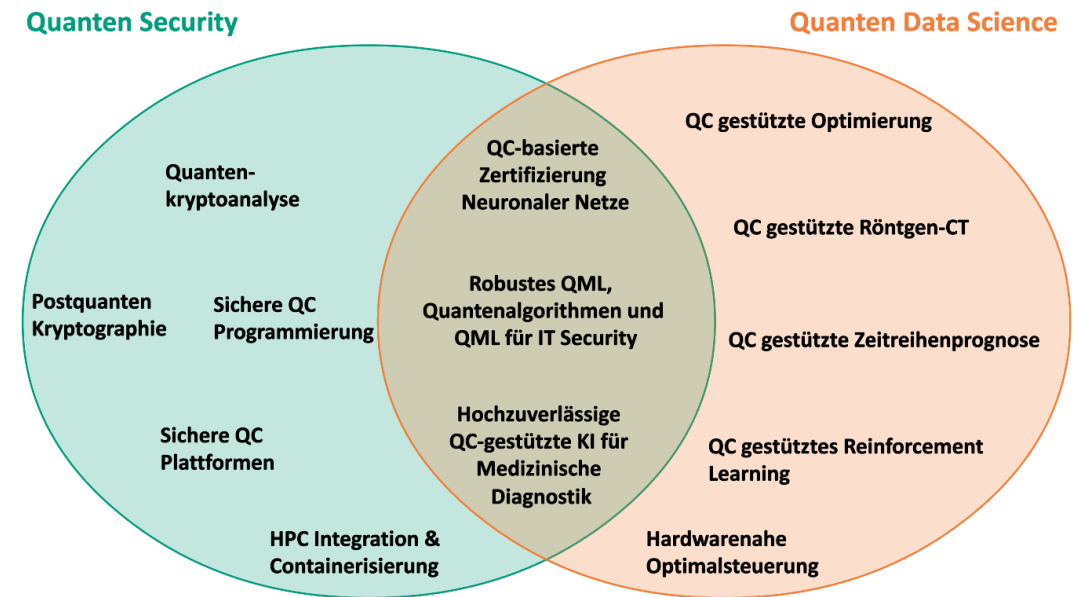 Quanten Security
Quanten Data Science
Quanten-
kryptoanalyse
Postquanten
Kryptographie
Sichere QC
Programmierung
Sichere QC
Plattformen
HPC Integration &
Containerisierung
QC-basierte
Zertifizierung
Neuronaler Netze
Robustes QML,
Quantenalgorithmen und
QML für IT Security
Hochzuverlässige
QC-gestützte KI für
Medizinische
Diagnostik
QC gestützte Optimierung
QC gestützte Röntgen-CT
QC gestützte Zeitreihenprognose
QC gestütztes Reinforcement
Learning
Hardwarenahe
Optimalsteuerung